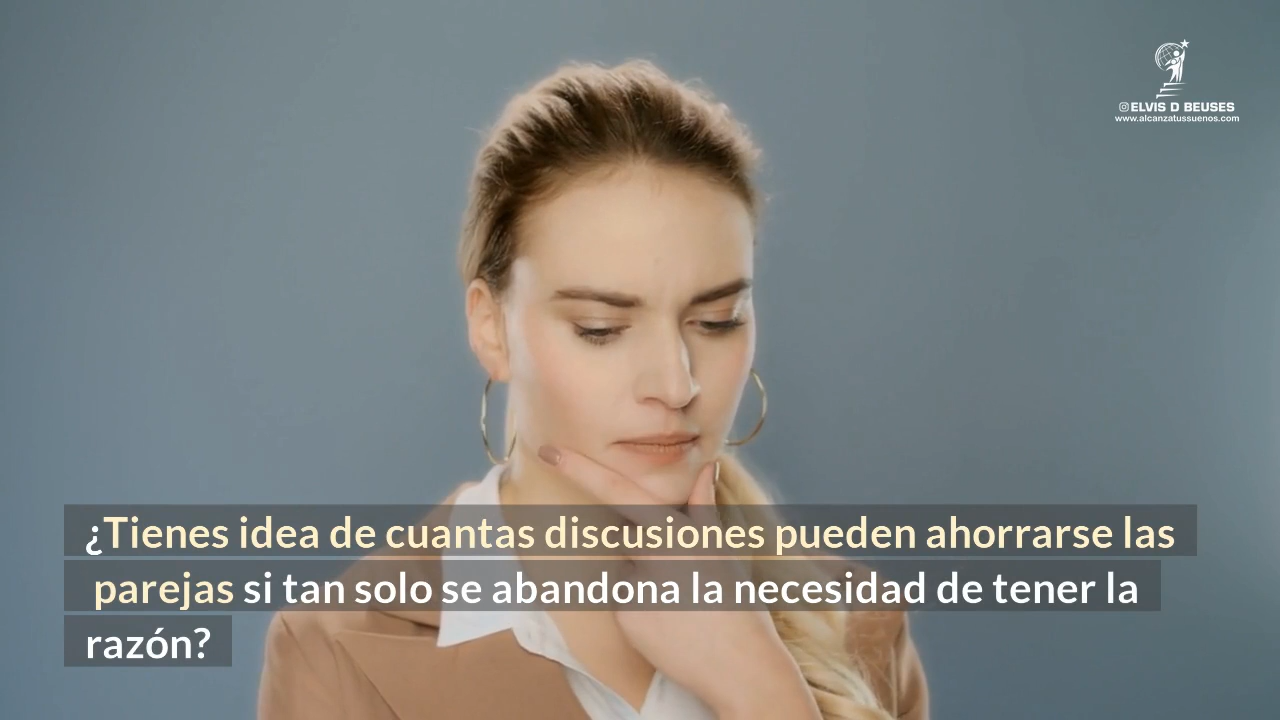 ELVIS D BEUSES
www.alcanzatussuenos.com
¿Tienes idea de cuantas discusiones pueden ahorrarse las
parejas si tan solo se abandona la necesidad de tener la
razón?